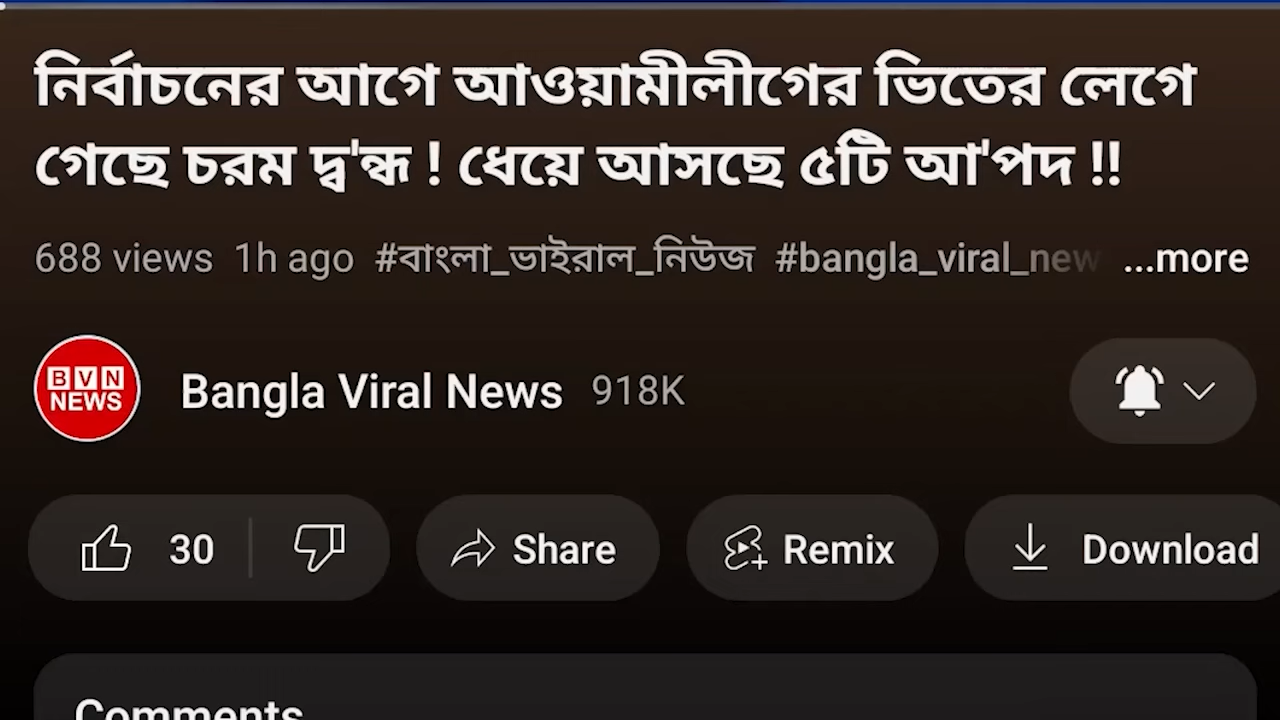 নির্বাচনের আগে আওয়ামীলীগের ভিতের লেগে
গেছে চরম দ্ব'ন্ধ ! ধেয়ে আসছে ৫টি আ'পদ !!
688 views 1h ago #বাংলা_ভাইরাল_নিউজ #bangla_viral_new ...more
BVN
NEWS
Bangla Viral News 918K
30 Share Remix Download
Comments